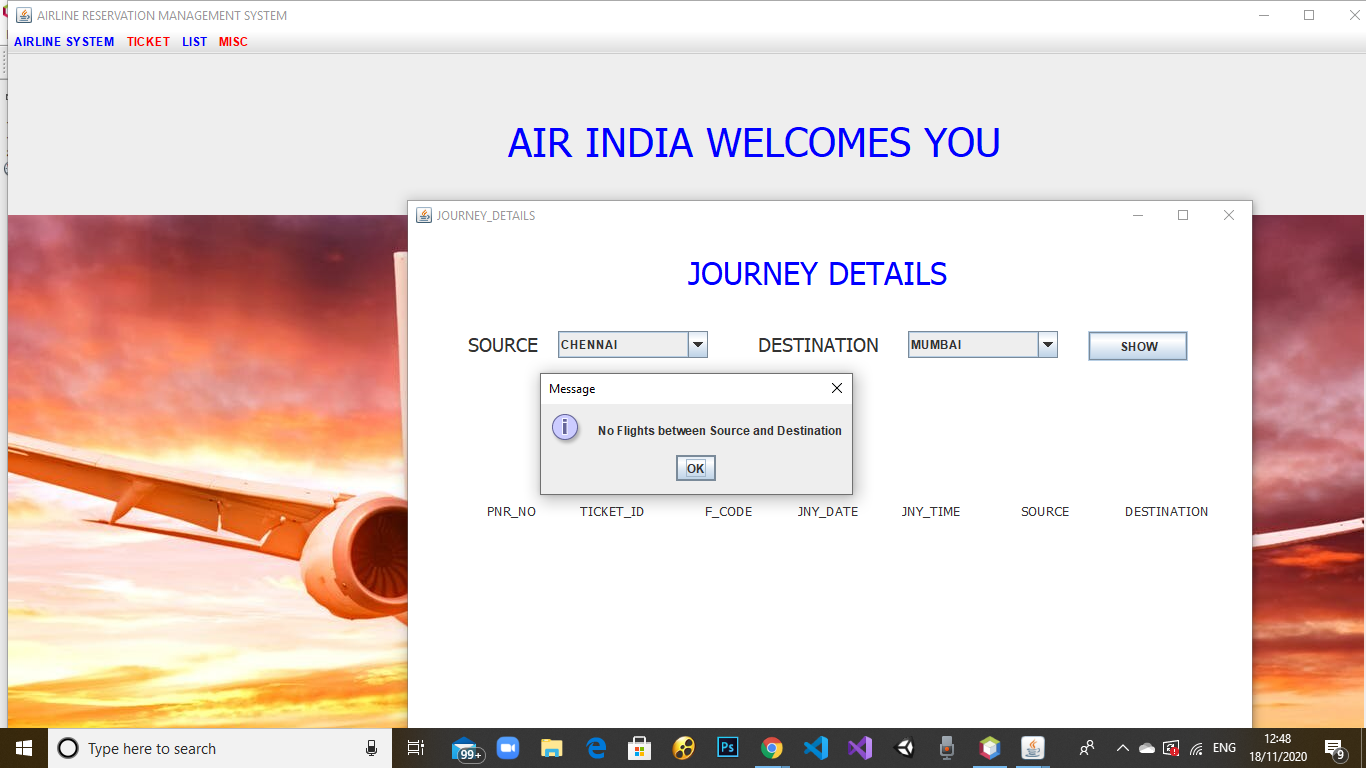 AIRLINE RESERVATION MANAGEMENT SYSTEM
AIRLINE SYSTEM TICKET LIST MISC
AIR INDIA WELCOMES YOU
JOURNEY_DETAILS
JOURNEY DETAILS
SOURCE CHENNAI DESTINATION MUMBAI SHOW
Message
i No Flights between Source and Destination
OK
PNR_NO TICKET_ID F_CODE JNY_DATE JNY_TIME SOURCE DESTINATION
Type here to search 99+ Ps ENG 12:48
18/11/2020 9